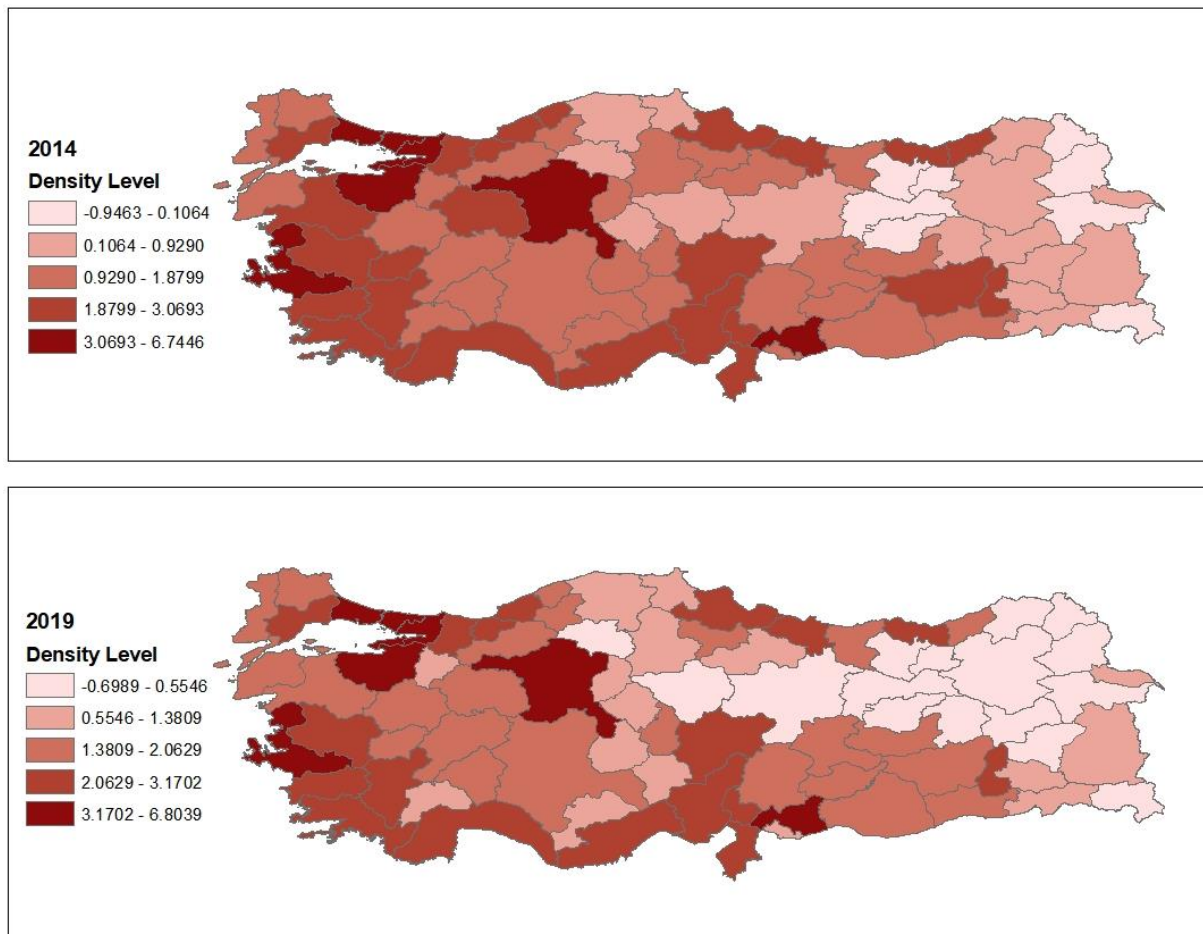 2014
Density Level
-0.9463 - 0.1064
0.1064 - 0.9290
0.9290 - 1.8799
1.8799 - 3.0693
3.0693 - 6.7446
2019
Density Level
-0.6989 - 0.5546
0.5546 - 1.3809
1.3809 - 2.0629
2.0629 - 3.1702
3.1702 - 6.8039